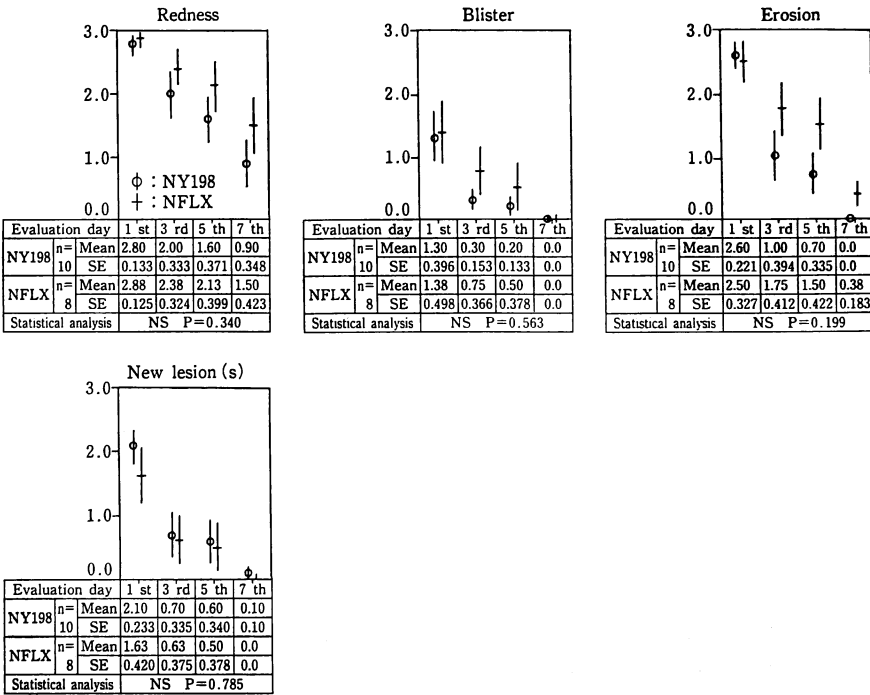 Redness
3.0
2.0
1.0
0.0
ϕ : NY198
+ : NFLX
Evaluation day 1 st 3 rd 5 th 7 th
NY198 n= Mean 2.80 2.00 1.60 0.90
10 SE 0.133 0.333 0.371 0.348
NFLX n= Mean 2.88 2.38 2.13 1.50
8 SE 0.125 0.324 0.399 0.423
Statistical analysis NS P=0.340
Blister
3.0
2.0
1.0
0.0
Evaluation day 1 st 3 rd 5 th 7 th
NY198 n= Mean 1.30 0.30 0.20 0.0
10 SE 0.396 0.153 0.133 0.0
NFLX n= Mean 1.38 0.75 0.50 0.0
8 SE 0.498 0.366 0.378 0.0
Statistical analysis NS P=0.563
Erosion
3.0
2.0
1.0
0.0
Evaluation day 1 st 3 rd 5 th 7 th
NY198 n= Mean 2.60 1.00 0.70 0.0
10 SE 0.221 0.394 0.335 0.0
NFLX n= Mean 2.50 1.75 1.50 0.38
8 SE 0.327 0.412 0.422 0.183
Statistical analysis NS P=0.199
New lesion (s)
3.0
2.0
1.0
0.0
Evaluation day 1 st 3 rd 5 th 7 th
NY198 n= Mean 2.10 0.70 0.60 0.10
10 SE 0.233 0.335 0.340 0.10
NFLX n= Mean 1.63 0.63 0.50 0.0
8 SE 0.420 0.375 0.378 0.0
Statistical analysis NS P=0.785